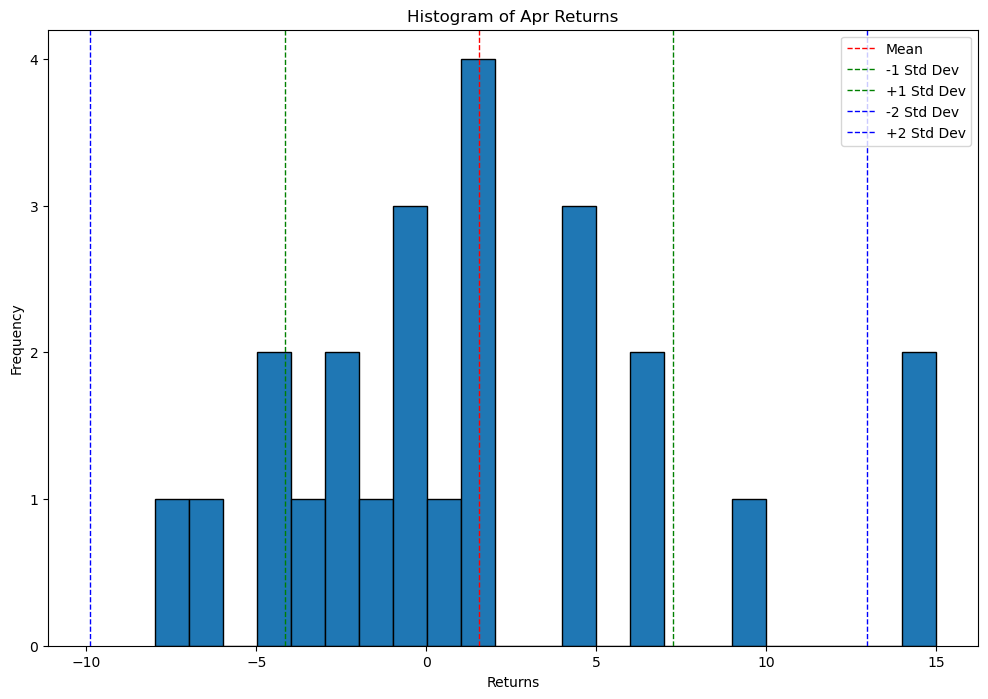 Histogram of Apr Returns
Mean
-1 Std Dev
+1 Std Dev
-2 Std Dev
+2 Std Dev
Frequency
4
3
2
1
0
−10
−5
0
5
10
15
Returns